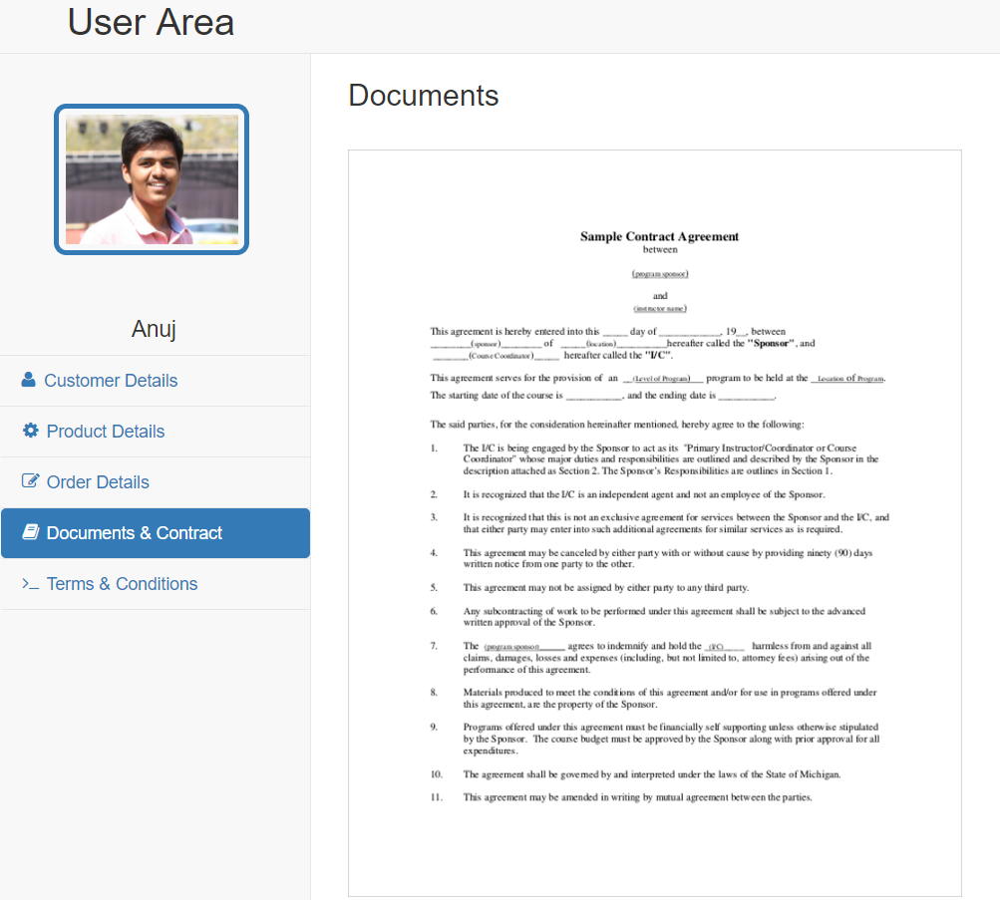 User Area
Anuj
Customer Details
Product Details
Order Details
Documents & Contract
Terms & Conditions
Documents
Sample Contract Agreement
between
(program sponsor)
and
(instructor name)
This agreement is hereby entered into this _____ day of ____________, 19__, between
________(sponsor)________ of _____(location)__________hereafter called the "Sponsor", and
_______(Course Coordinator)_____ hereafter called the "I/C".
This agreement serves for the provision of an __(Level of Program)___ program to be held at the _Location of Program.
The starting date of the course is ___________, and the ending date is ___________.
The said parties, for the consideration hereinafter mentioned, hereby agree to the following:
1. The I/C is being engaged by the Sponsor to act as its "Primary Instructor/Coordinator or Course
Coordinator" whose major duties and responsibilities are outlined and described by the Sponsor in the
description attached as Section 2. The Sponsor's Responsibilities are outlines in Section 1.
2. It is recognized that the I/C is an independent agent and not an employee of the Sponsor.
3. It is recognized that this is not an exclusive agreement for services between the Sponsor and the I/C, and
that either party may enter into such additional agreements for similar services as is required.
4. This agreement may be canceled by either party with or without cause by providing ninety (90) days
written notice from one party to the other.
5. This agreement may not be assigned by either party to any third party.
6. Any subcontracting of work to be performed under this agreement shall be subject to the advanced
written approval of the Sponsor.
7. The (program sponsor)_____ agrees to indemnify and hold the _(I/C)____ harmless from and against all
claims, damages, losses and expenses (including, but not limited to, attorney fees) arising out of the
performance of this agreement.
8. Materials produced to meet the conditions of this agreement and/or for use in programs offered under
this agreement, are the property of the Sponsor.
9. Programs offered under this agreement must be financially self supporting unless otherwise stipulated
by the Sponsor. The course budget must be approved by the Sponsor along with prior approval for all
expenditures.
10. The agreement shall be governed by and interpreted under the laws of the State of Michigan.
11. This agreement may be amended in writing by mutual agreement between the parties.